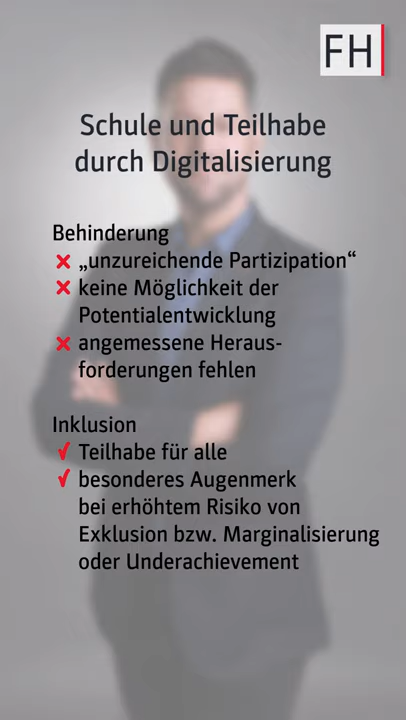 FH
Schule und Teilhabe
durch Digitalisierung
Behinderung
„unzureichende Partizipation“
keine Möglichkeit der
Potentialentwicklung
angemessene Heraus-
forderungen fehlen
Inklusion
Teilhabe für alle
besonderes Augenmerk
bei erhöhtem Risiko von
Exklusion bzw. Marginalisierung
oder Underachievement